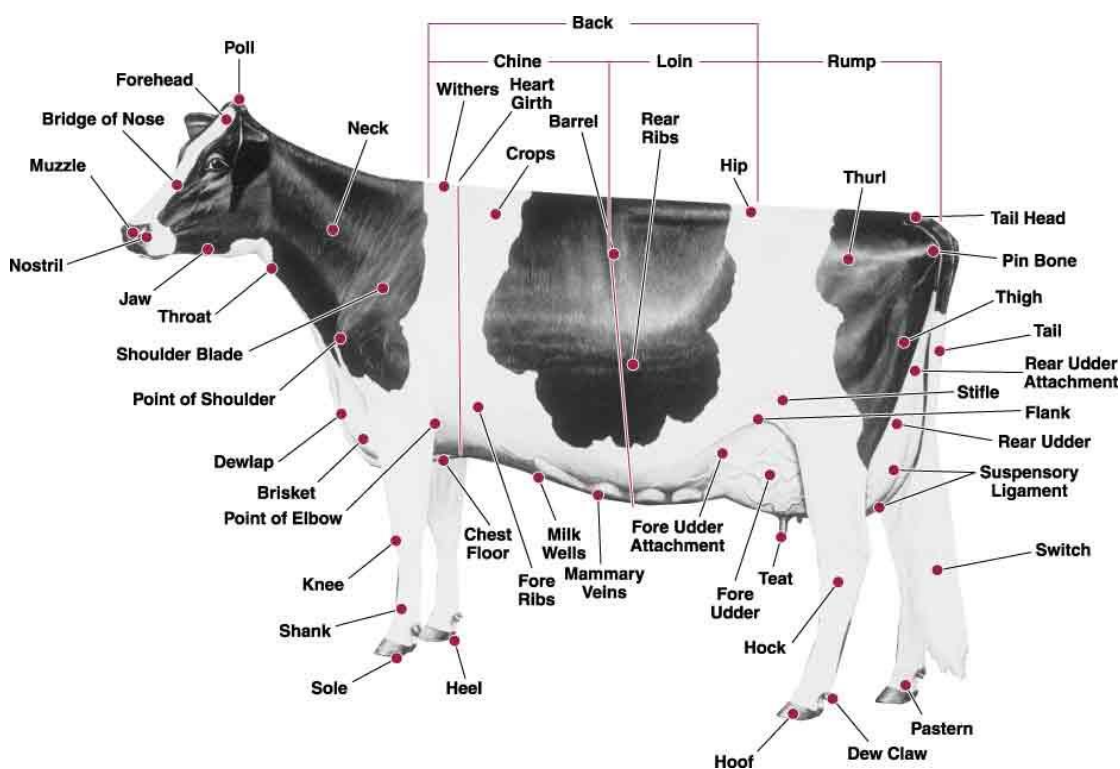 Back
Poll
Chine
Loin
Rump
Forehead
Withers
Heart
Girth
Bridge of Nose
Neck
Barrel
Rear
Ribs
Muzzle
Crops
Hip
Thurl
Tail Head
Nostril
Pin Bone
Jaw
Throat
Thigh
Tail
Shoulder Blade
Rear Udder
Attachment
Point of Shoulder
Stifle
Flank
Rear Udder
Dewlap
Suspensory
Ligament
Brisket
Point of Elbow
Chest
Floor
Milk
Wells
Fore Udder
Attachment
Switch
Knee
Fore
Ribs
Mammary
Veins
Teat
Fore
Udder
Shank
Hock
Sole
Heel
Pastern
Hoof
Dew Claw